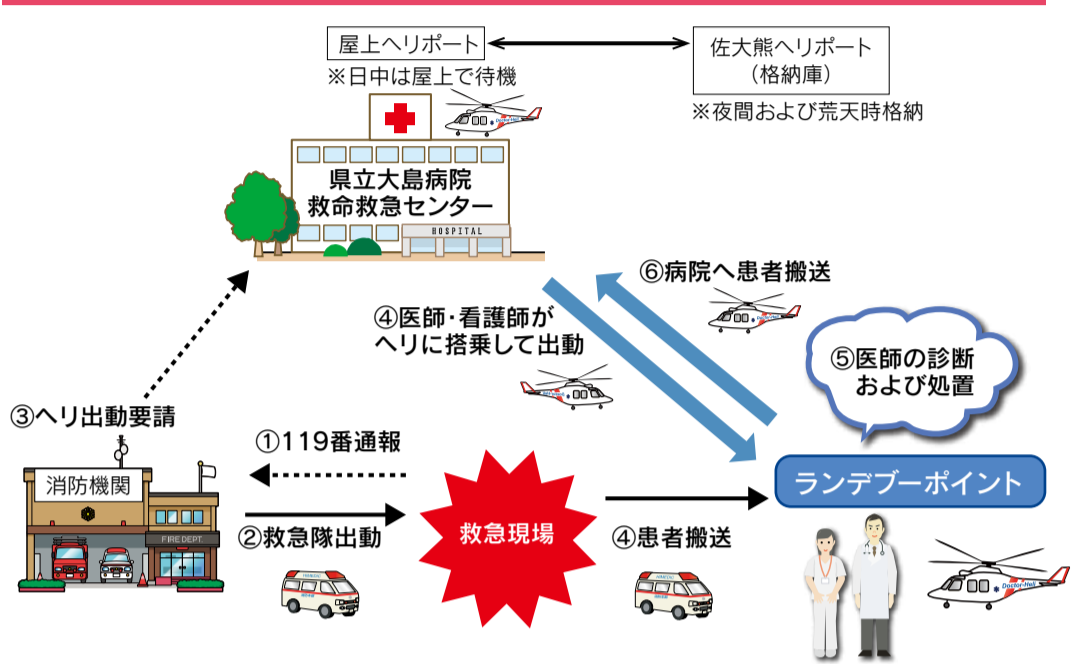 屋上ヘリポート
※日中は屋上で待機
佐大熊ヘリポート
（格納庫）
※夜間および荒天時格納
Doctor-Heli
県立大島病院
救命救急センター
HOSPITAL
⑥病院へ患者搬送
④医師・看護師が
ヘリに搭乗して出動
⑤医師の診断
および処置
③ヘリ出動要請
①119番通報
消防機関
FIRE DEPT.
②救急隊出動
救急現場
④患者搬送
ランデブーポイント
Doctor-Heli